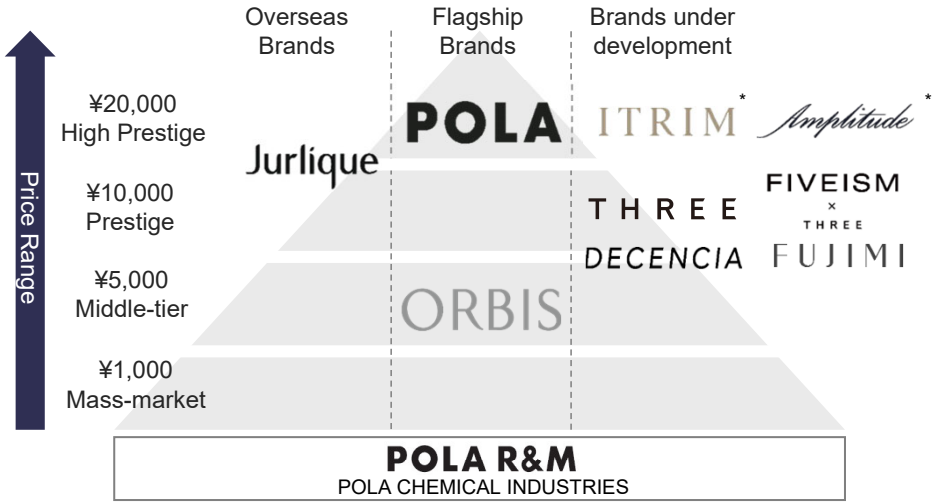 Overseas
Brands
Flagship
Brands
Brands under
development
Price Range
¥20,000
High Prestige
¥10,000
Prestige
¥5,000
Middle-tier
¥1,000
Mass-market
Jurlique
POLA
ORBIS
ITRIM*
Amplitude*
THREE
DECENCIA
FIVEISM
×
THREE
FUJIMI
POLA R&M
POLA CHEMICAL INDUSTRIES